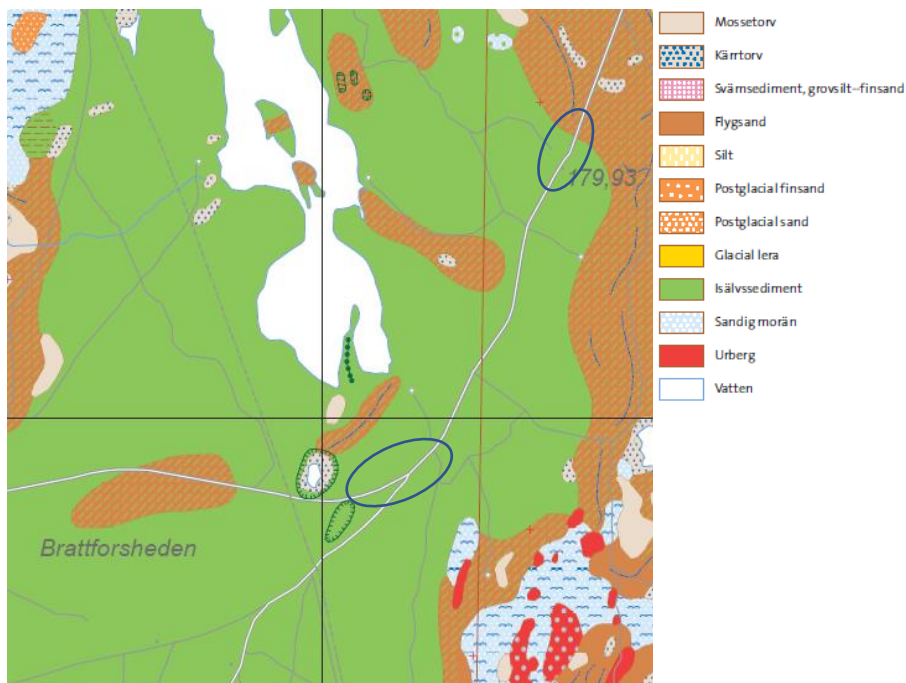 Mossetorv
Kärrtorv
Svämsediment, grovsilt--finsand
Flygsand
Silt
Postglacial finsand
Postglacial sand
Glacial lera
Isälvssediment
Sandig morän
Urberg
Vatten
179,93
Brattforsheden